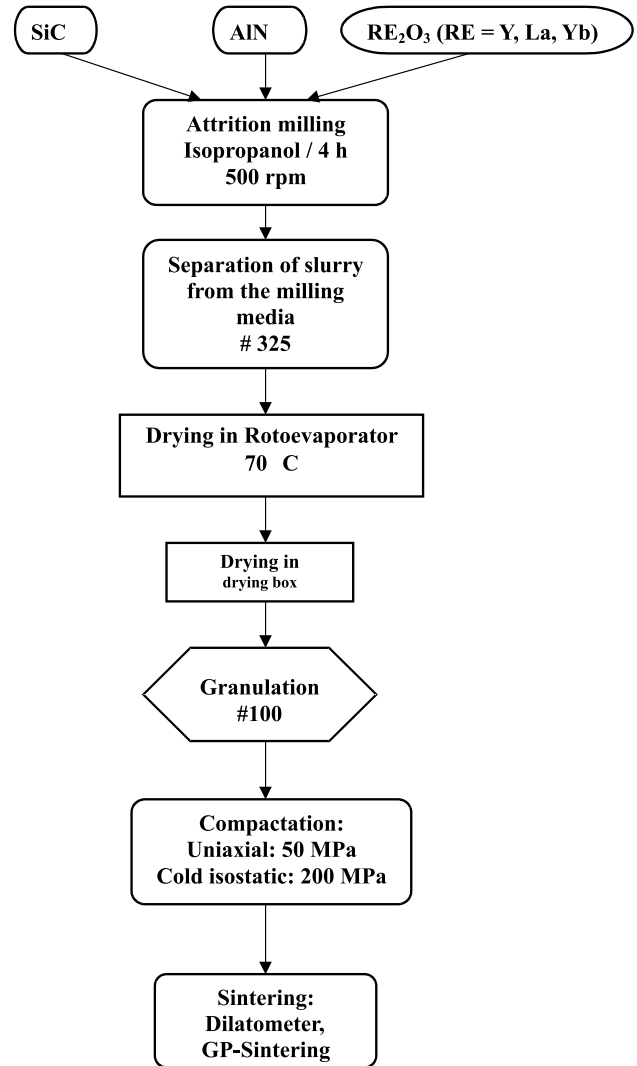 SiC
AlN
RE₂O₃ (RE = Y, La, Yb)
Attrition milling
Isopropanol / 4 h
500 rpm
Separation of slurry
from the milling
media
# 325
Drying in Rotoevaporator
70 C
Drying in
drying box
Granulation
#100
Compactation:
Uniaxial: 50 MPa
Cold isostatic: 200 MPa
Sintering:
Dilatometer,
GP-Sintering